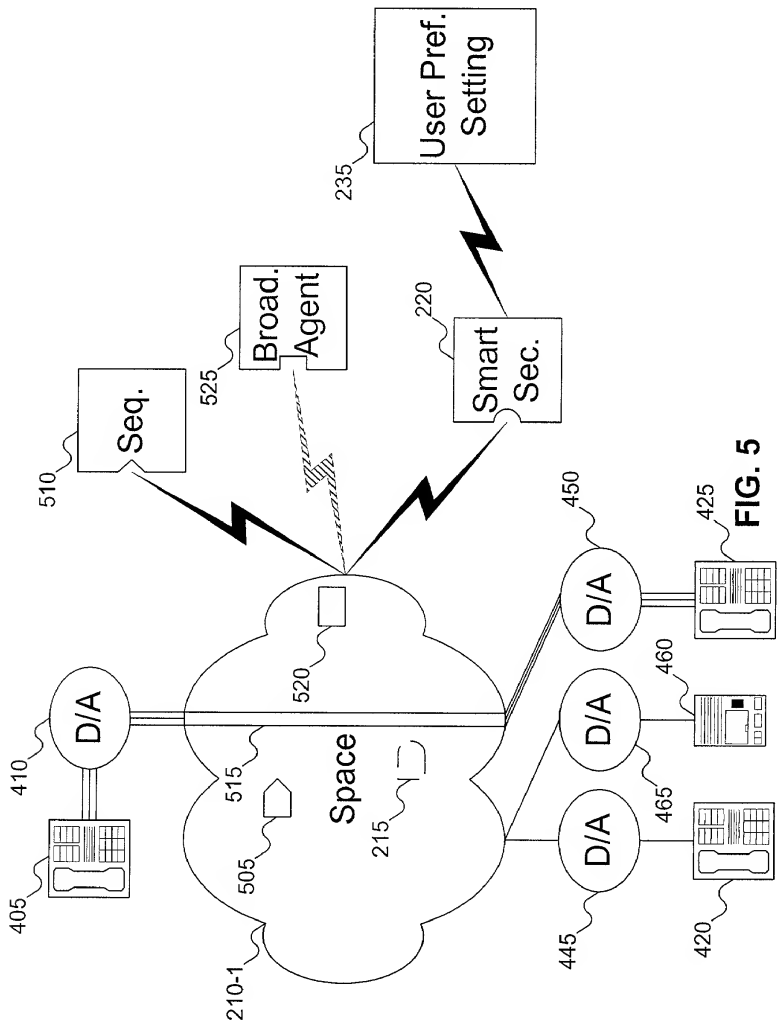 405
410
510
D/A
Seq.
525
210-1
505
515
Broad.
Agent
520
Space
235
215
220
User Pref.
Setting
Smart
Sec.
445
450
D/A
D/A
D/A
465
460
420
425
FIG. 5